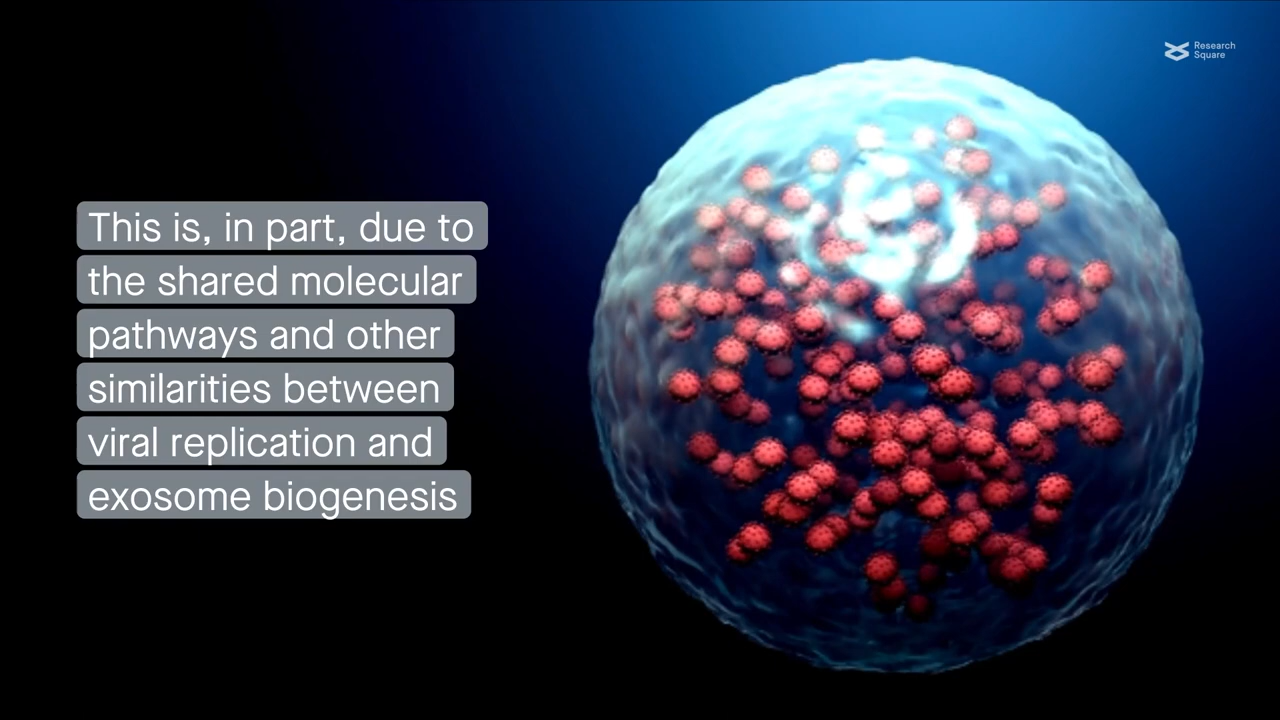 This is, in part, due to
the shared molecular
pathways and other
similarities between
viral replication and
exosome biogenesis
Research
Square